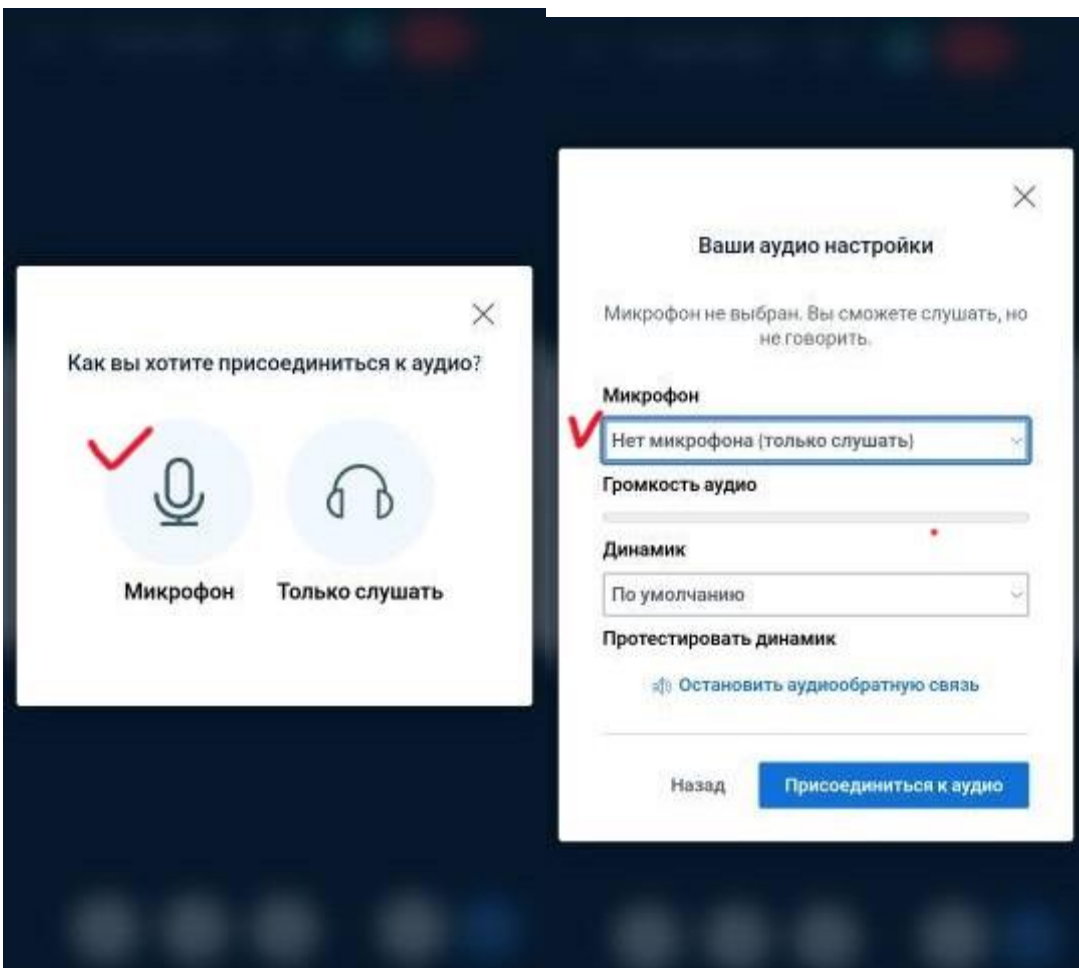 Как вы хотите присоединиться к аудио?
Микрофон
Только слушать
Ваши аудио настройки
Микрофон не выбран. Вы сможете слушать, но
не говорить.
Микрофон
Нет микрофона (только слушать)
Громкость аудио
Динамик
По умолчанию
Протестировать динамик
Остановить аудиообратную связь
Назад
Присоединиться к аудио